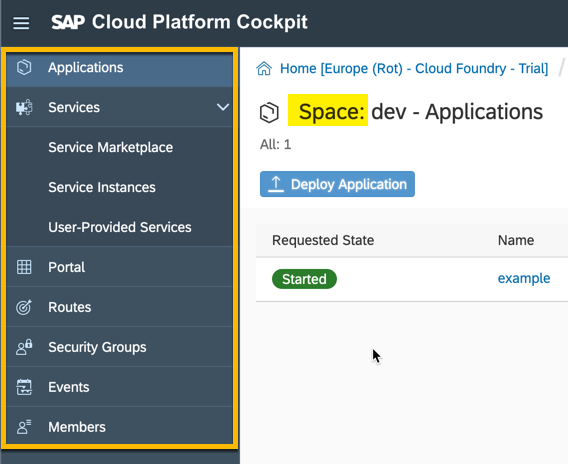 SAP Cloud Platform Cockpit
Applications
Services
Service Marketplace
Service Instances
User-Provided Services
Portal
Routes
Security Groups
Events
Members
Home [Europe (Rot) - Cloud Foundry - Trial] /
Space: dev - Applications
All: 1
Deploy Application
Requested State Name
Started example